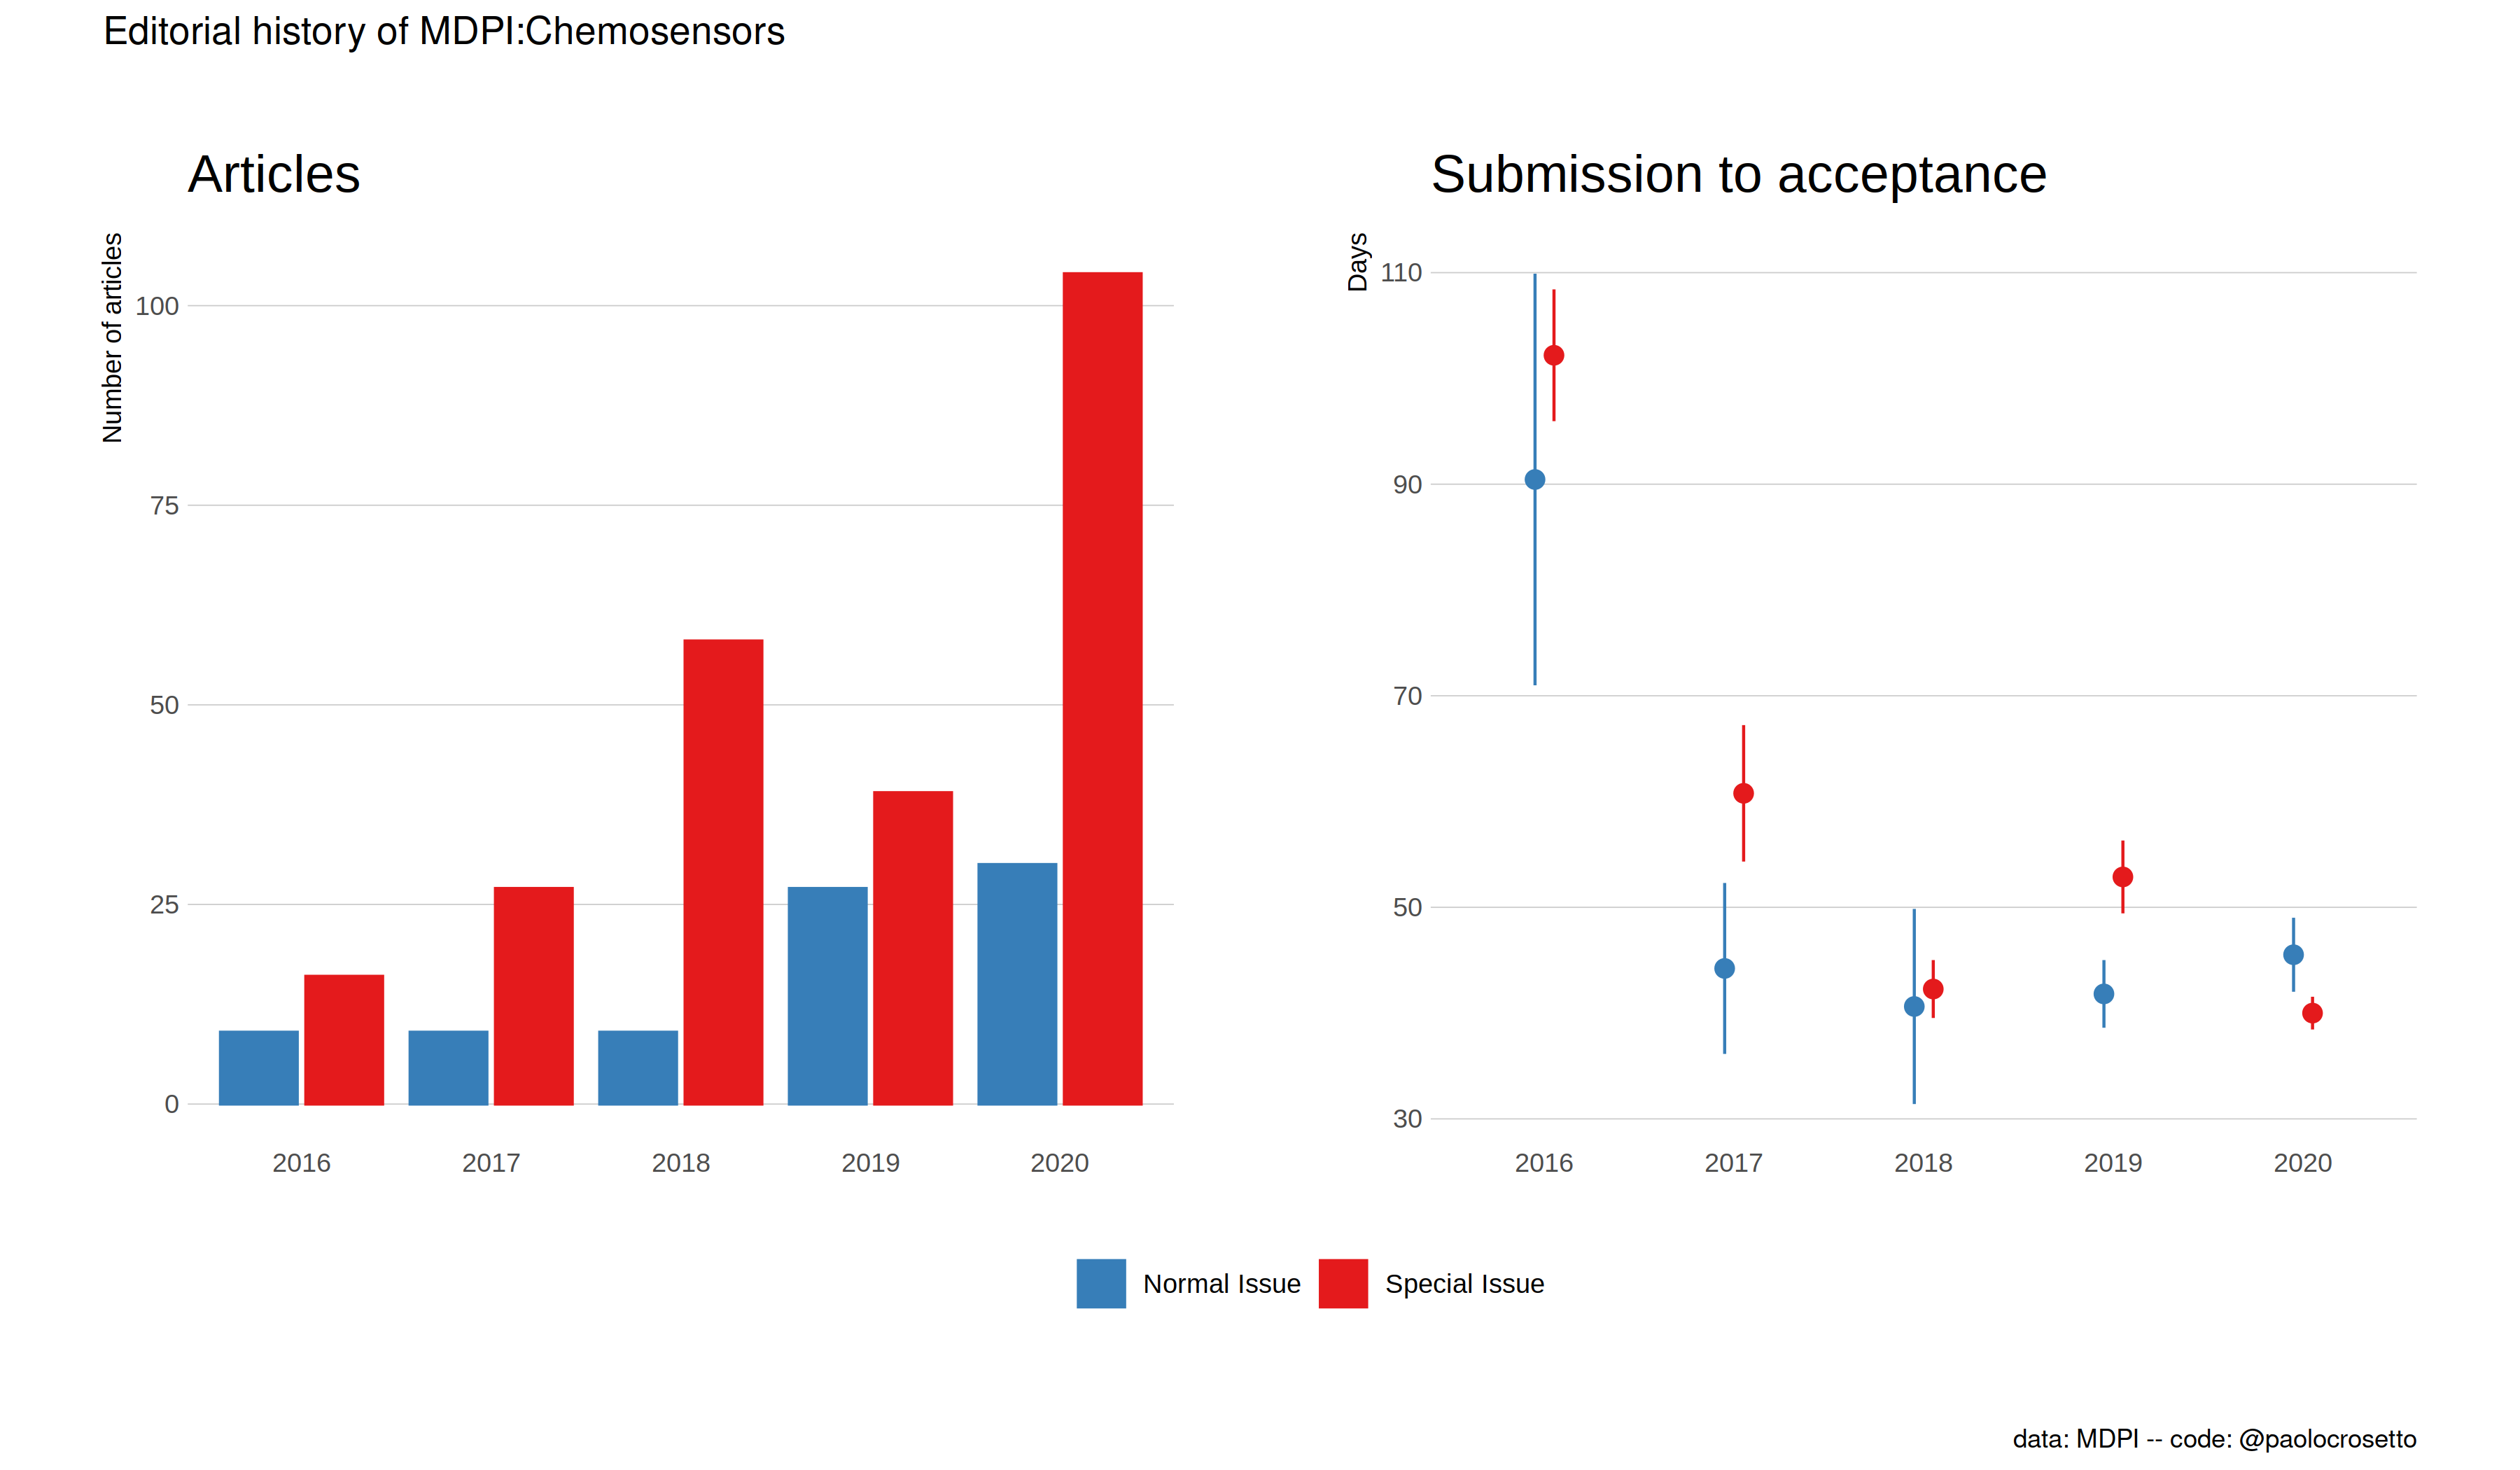 Editorial history of MDPI:Chemosensors
Articles
Number of articles
100
75
50
25
0
2016 2017 2018 2019 2020
Submission to acceptance
Days
110
90
70
50
30
2016 2017 2018 2019 2020
Normal Issue Special Issue
data: MDPI -- code: @paolocrosetto